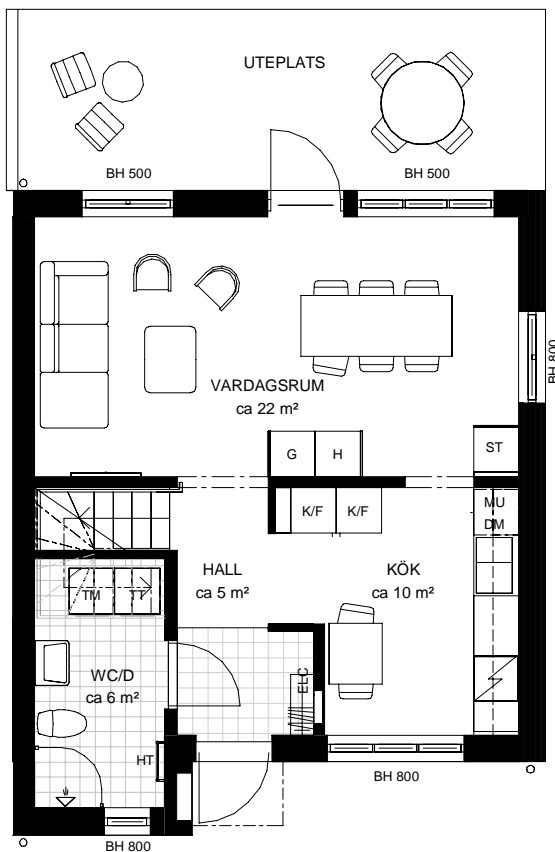 UTEPLATS
BH 500
BH 500
BH 800
VARDAGSRUM
ca 22 m²
G
H
ST
K/F
K/F
MU
DM
HALL
ca 5 m²
KÖK
ca 10 m²
TM
TT
WC/D
ca 6 m²
ELC
HT
BH 800
BH 800